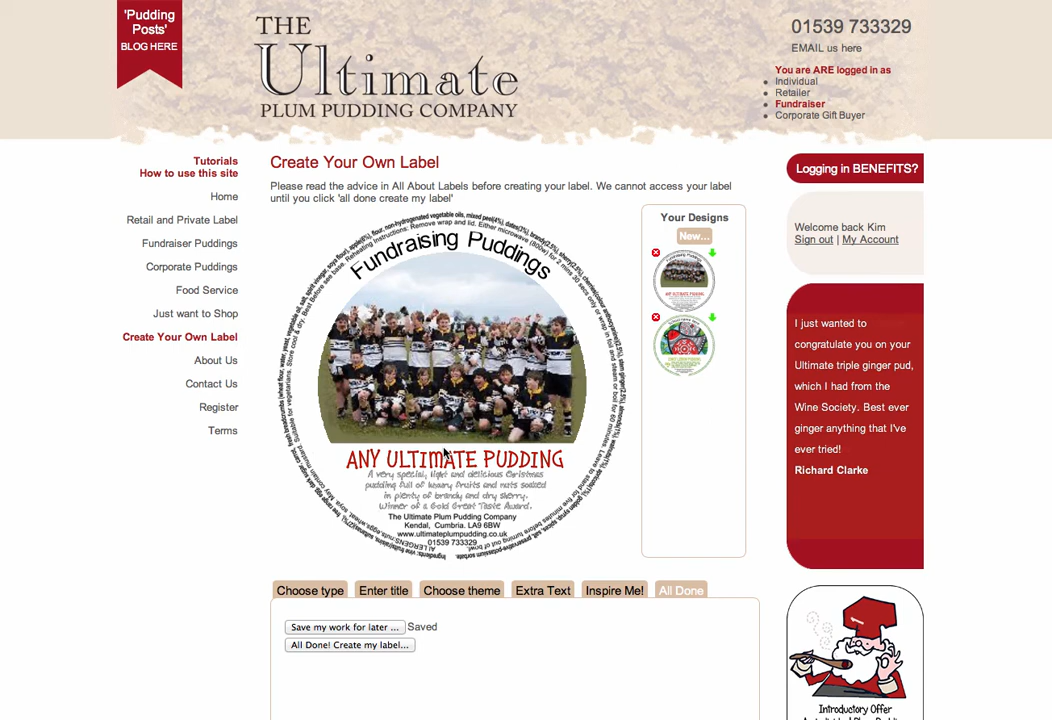 'Pudding
Posts'
BLOG HERE
THE
Ultimate
PLUM PUDDING COMPANY
01539 733329
EMAIL us here
You are ARE logged in as
Individual
Retailer
Fundraiser
Corporate Gift Buyer
Tutorials
How to use this site
Home
Retail and Private Label
Fundraiser Puddings
Corporate Puddings
Food Service
Just want to Shop
Create Your Own Label
About Us
Contact Us
Register
Terms
Create Your Own Label
Please read the advice in All About Labels before creating your label. We cannot access your label
until you click 'all done create my label'
Fundraising Puddings
ANY ULTIMATE PUDDING
A very special, light and delicious Christmas
pudding full of luxury fruits and nuts soaked
in plenty of brandy and dry sherry.
Winner of a Gold Great Taste Award.
The Ultimate Plum Pudding Company
Kendal, Cumbria. LA9 6BW
www.ultimateplumpudding.co.uk
01539 733329
Your Designs
New...
Logging in BENEFITS?
Welcome back Kim
Sign out | My Account
I just wanted to
congratulate you on your
Ultimate triple ginger pud,
which I had from the
Wine Society. Best ever
ginger anything that I've
ever tried!
Richard Clarke
Choose type
Enter title
Choose theme
Extra Text
Inspire Me!
All Done
Save my work for later ...
Saved
All Done! Create my label...
Introductory Offer